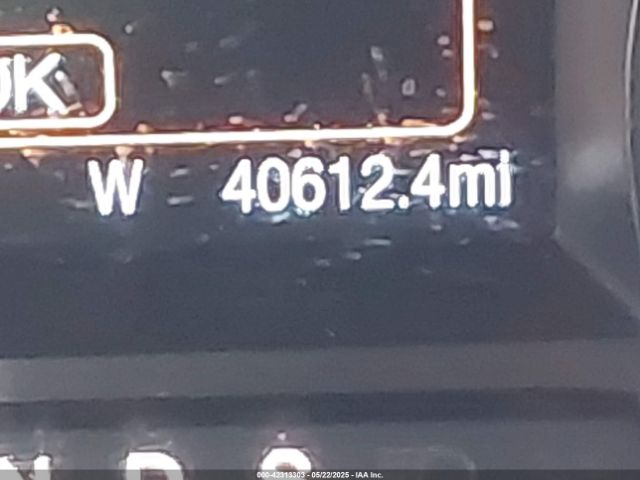 OK
W 40612.4mi
N D S
000-42313303 - 05/22/2025 - IAA Inc.